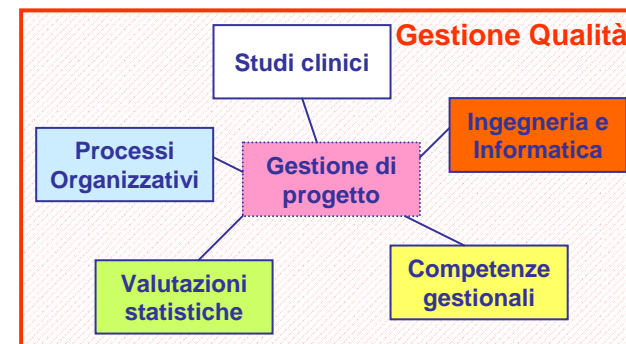 Gestione Qualità
Studi clinici
Ingegneria e
Informatica
Processi
Organizzativi
Gestione di
progetto
Valutazioni
statistiche
Competenze
gestionali